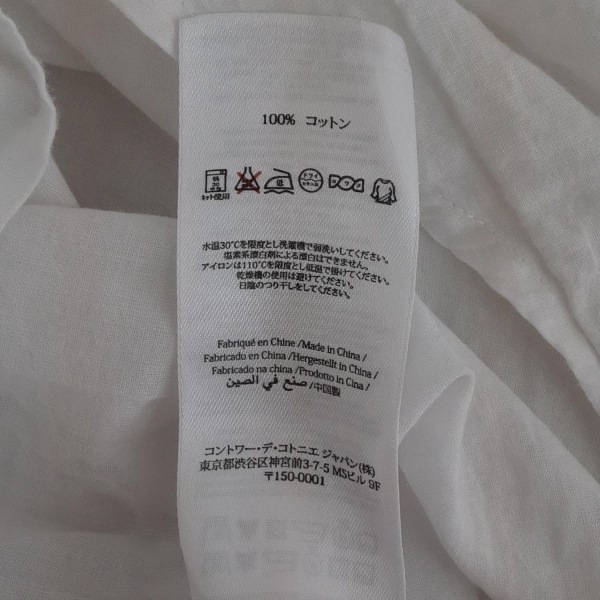 100% コットン
ネット使用
水温30℃を限度とし洗濯機で弱洗いしてください。
塩素系漂白剤による漂白はできません。
アイロンは110℃を限度とし低温で掛けてください。
乾燥機の使用は避けてください。
日陰のつり干しをしてください。
Fabriqué en Chine /Made in China /
Fabricado en China /Hergestellt in China /
Fabricado na china /Prodotto in Cina /
صنع في الصين /中国製
コントワー・デ・コトニエ ジャパン(株)
東京都渋谷区神宮前3-7-5 MSビル 9F
〒150-0001